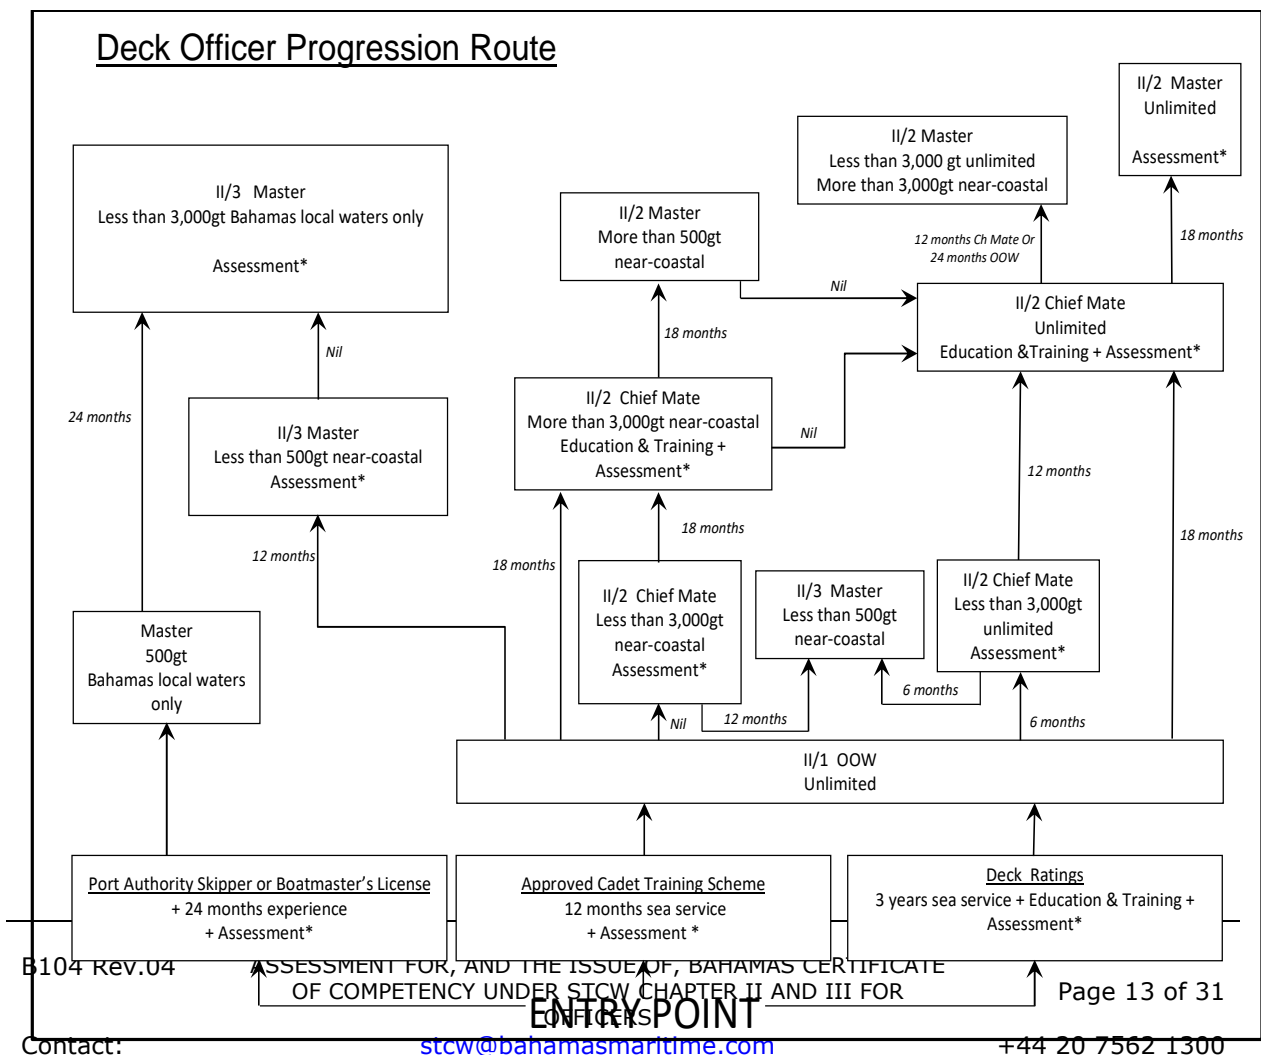 Deck Officer Progression Route
II/2 Master
Unlimited
Assessment*
II/2 Master
Less than 3,000 gt unlimited
More than 3,000gt near-coastal
II/3 Master
Less than 3,000gt Bahamas local waters only
Assessment*
II/2 Master
More than 500gt
near-coastal
12 months Ch Mate Or
24 months OOW
18 months
Nil
II/2 Chief Mate
Unlimited
Education &Training + Assessment*
18 months
Nil
24 months
II/3 Master
Less than 500gt near-coastal
Assessment*
II/2 Chief Mate
More than 3,000gt near-coastal
Education & Training +
Assessment*
Nil
12 months
12 months
18 months
18 months
18 months
II/2 Chief Mate
Less than 3,000gt
near-coastal
Assessment*
II/3 Master
Less than 500gt
near-coastal
II/2 Chief Mate
Less than 3,000gt
unlimited
Assessment*
Master
500gt
Bahamas local waters
only
Nil
12 months
6 months
6 months
II/1 OOW
Unlimited
Port Authority Skipper or Boatmaster's License
+ 24 months experience
+ Assessment*
Approved Cadet Training Scheme
12 months sea service
+ Assessment *
Deck Ratings
3 years sea service + Education & Training +
Assessment*
B104 Rev.04
ASSESSMENT FOR, AND THE ISSUE OF, BAHAMAS CERTIFICATE
OF COMPETENCY UNDER STCW CHAPTER II AND III FOR
OFFICERS
Page 13 of 31
ENTRY POINT
Contact:
stcw@bahamasmaritime.com
+44 20 7562 1300